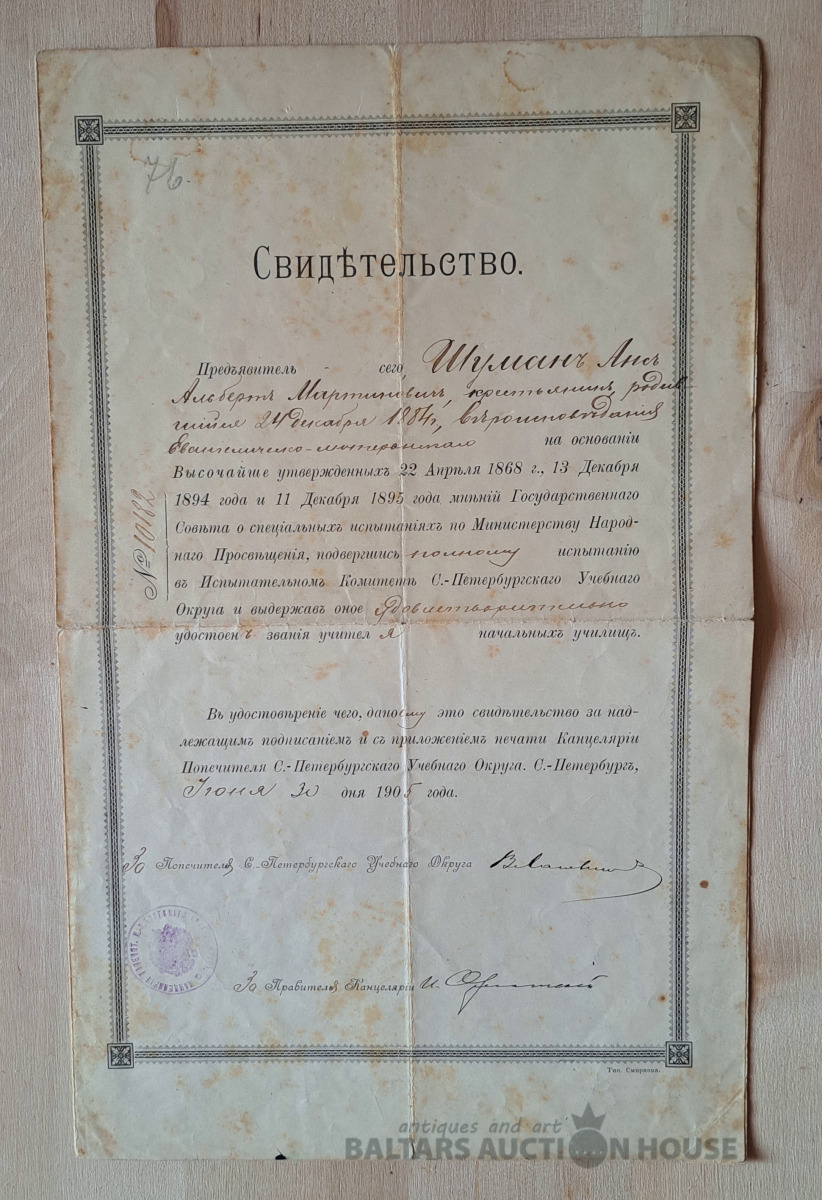 76.
Свидѣтельство.
Предъявитель сего, Шуманъ Янъ
Альбертъ Мартиновичъ, крестьянинъ, родив
шійся 24 декабря 1884 г, вѣроисповѣданія
Евангелическо-лютеранскаго на основаніи
Высочайше утвержденныхъ 22 Апрѣля 1868 г., 13 Декабря
1894 года и 11 Декабря 1895 года мнѣній Государственнаго
Совѣта о спеціальныхъ испытаніяхъ по Министерству Народ-
наго Просвѣщенія, подвергшись полному испытанію
въ Испытательномъ Комитетѣ С.-Петербургскаго Учебнаго
Округа и выдержавъ оное удовлетворительно
удостоенъ званія учителя начальныхъ училищъ.
№ 10182
Въ удостовѣреніе чего, дано ему это свидѣтельство за над-
лежащимъ подписаніемъ и съ приложеніемъ печати Канцеляріи
Попечителя С.-Петербургскаго Учебнаго Округа. С.-Петербургъ,
Іюня 30 дня 1905 года.
За Попечителя С.-Петербургскаго Учебнаго Округа
За Правителя Канцеляріи И.
Тип. Смирнова.
antiques and art
BALTARS AUCTION HOUSE